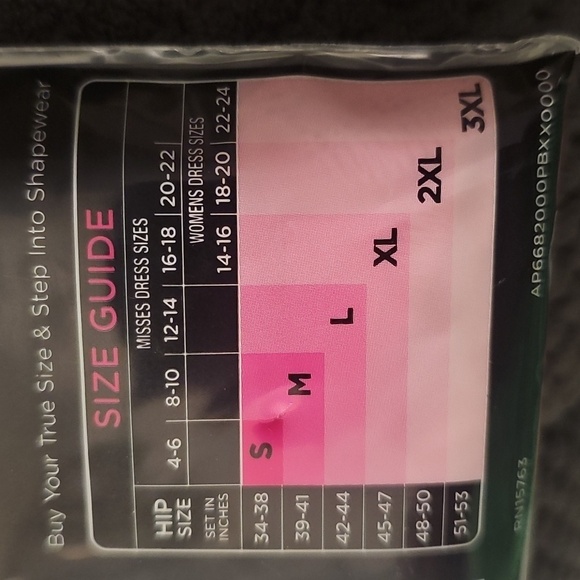 Buy Your True Size & Step Into Shapewear
SIZE GUIDE
HIP SIZE MISSES DRESS SIZES
4-6 8-10 12-14 16-18 20-22
SET IN INCHES WOMENS DRESS SIZES
14-16 18-20 22-24
34-38 S
39-41 M
42-44 L
45-47 XL
48-50 2XL
51-53 3XL
RN15763 AP6682000PBXX0000